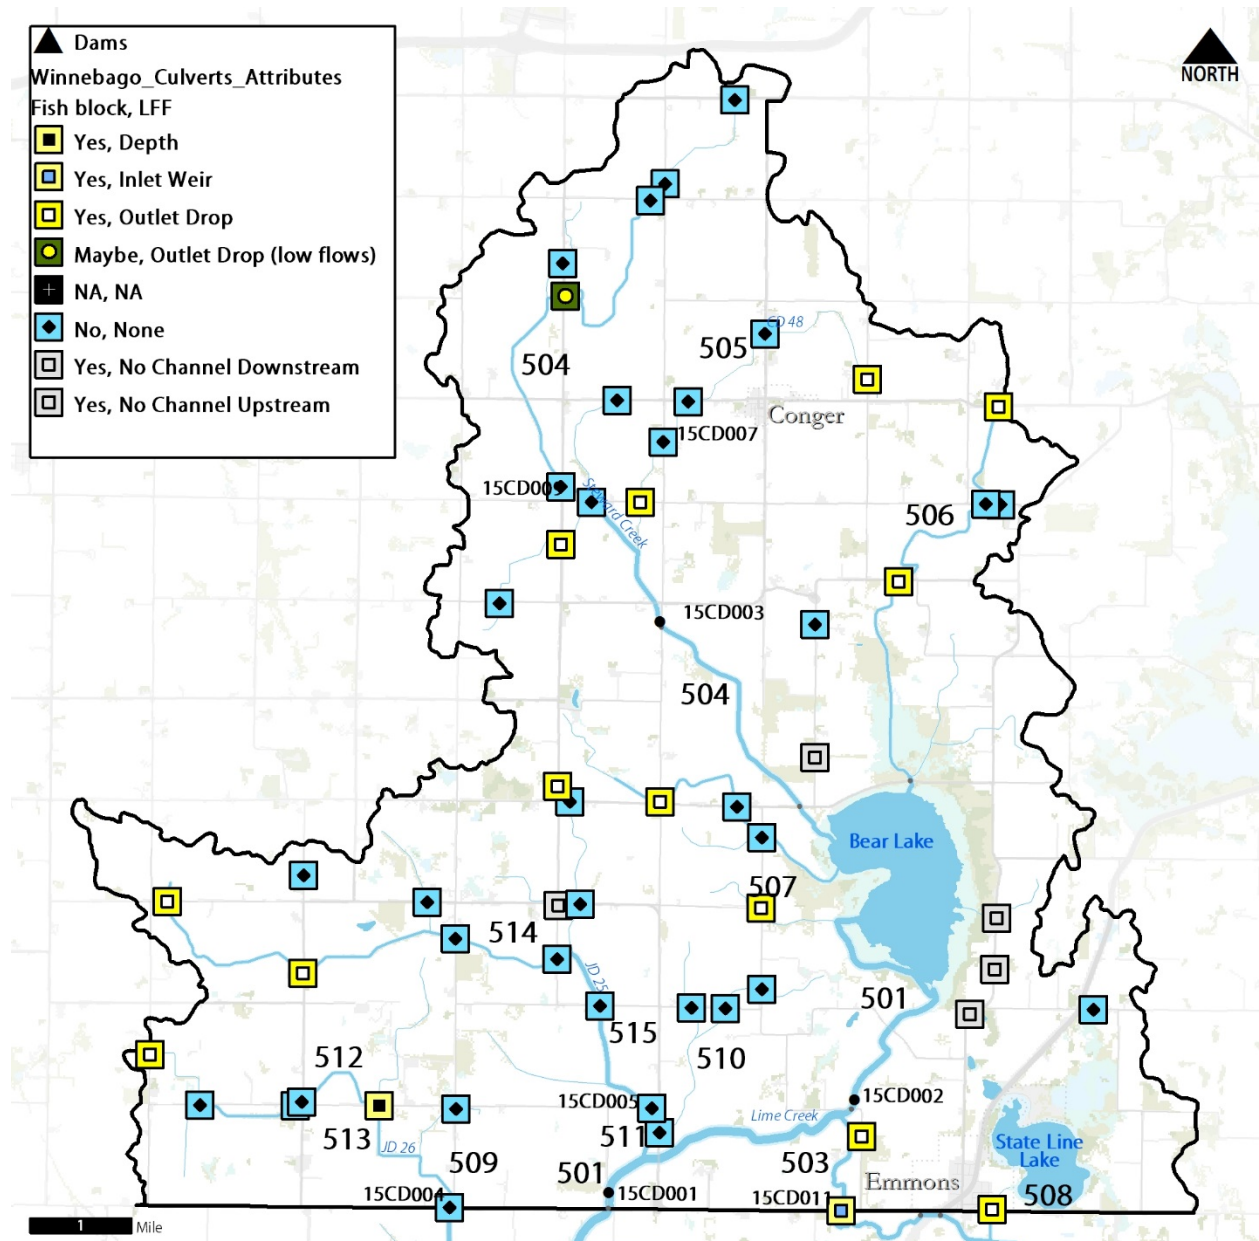 Dams
Winnebago_Culverts_Attributes
Fish block, LFF
Yes, Depth
Yes, Inlet Weir
Yes, Outlet Drop
Maybe, Outlet Drop (low flows)
NA, NA
No, None
Yes, No Channel Downstream
Yes, No Channel Upstream
NORTH
CD 48
505
504
Conger
15CD007
15CD009
Steward Creek
506
15CD003
504
Bear Lake
507
514
JD 25
501
515
510
512
15CD002
15CD005
Lime Creek
513
511
JD 26
State Line
Lake
509
503
Emmons
501
15CD004
15CD001
15CD011
508
1
Mile